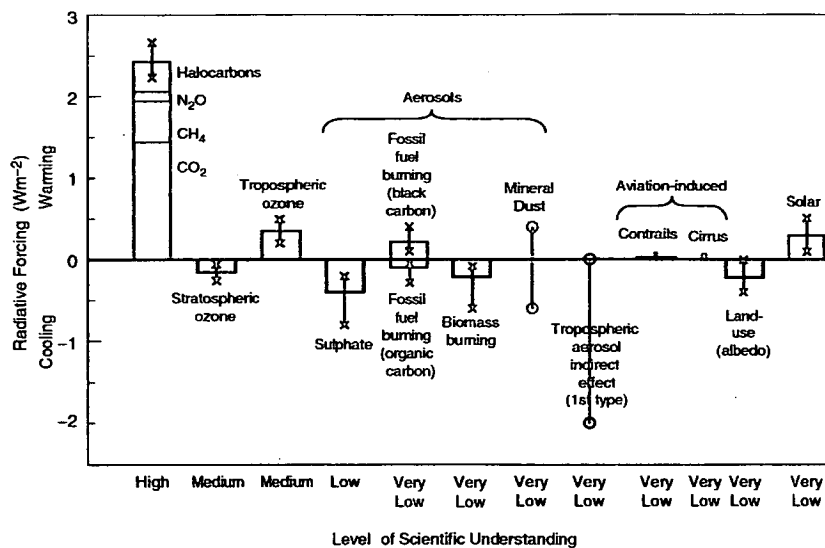 3
2
1
0
−1
−2
Radiative Forcing (Wm−2)
Cooling Warming
Halocarbons
N2O
CH4
CO2
Stratospheric
ozone
Tropospheric
ozone
Aerosols
Sulphate
Fossil
fuel
burning
(black
carbon)
Fossil
fuel
burning
(organic
carbon)
Biomass
burning
Mineral
Dust
Tropospheric
aerosol
indirect
effect
(1st type)
Aviation-induced
Contrails
Cirrus
Land-
use
(albedo)
Solar
High Medium Medium Low Very Very Very Very Very Very Very Very
Low Low Low Low Low Low Low Low
Level of Scientific Understanding